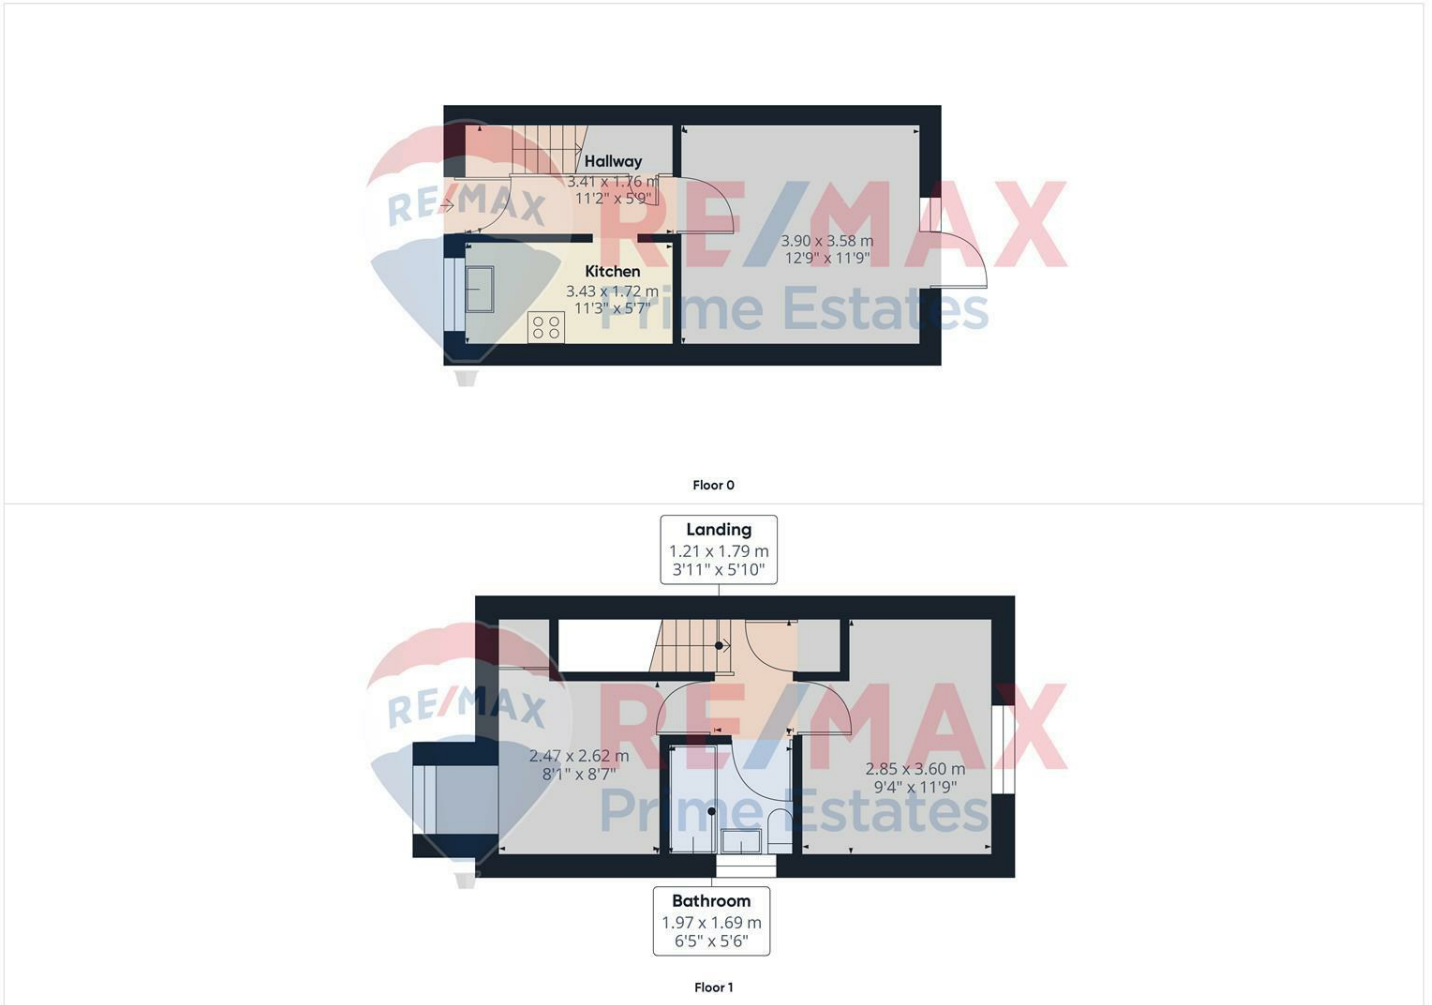 Hallway
3.41 x 1.76 m
11'2" x 5'9"
RE/MAX
RE/MAX
3.90 x 3.58 m
12'9" x 11'9"
Kitchen
3.43 x 1.72 m
11'3" x 5'7"
Prime Estates
Floor 0
Landing
1.21 x 1.79 m
3'11" x 5'10"
RE/MAX
RE/MAX
2.47 x 2.62 m
8'1" x 8'7"
2.85 x 3.60 m
9'4" x 11'9"
Prime Estates
Bathroom
1.97 x 1.69 m
6'5" x 5'6"
Floor 1